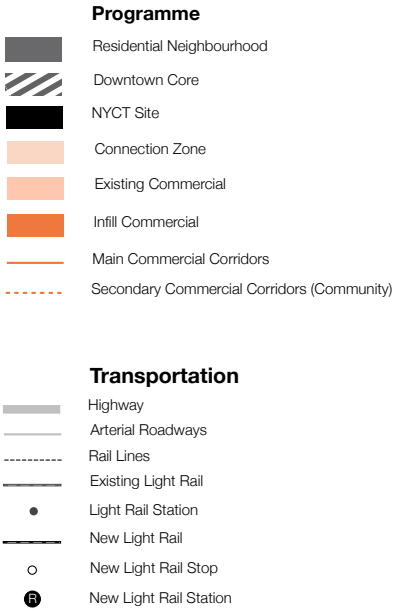 Programme
Residential Neighbourhood
Downtown Core
NYCT Site
Connection Zone
Existing Commercial
Infill Commercial
Main Commercial Corridors
Secondary Commercial Corridors (Community)
Transportation
Highway
Arterial Roadways
Rail Lines
Existing Light Rail
Light Rail Station
New Light Rail
New Light Rail Stop
R New Light Rail Station